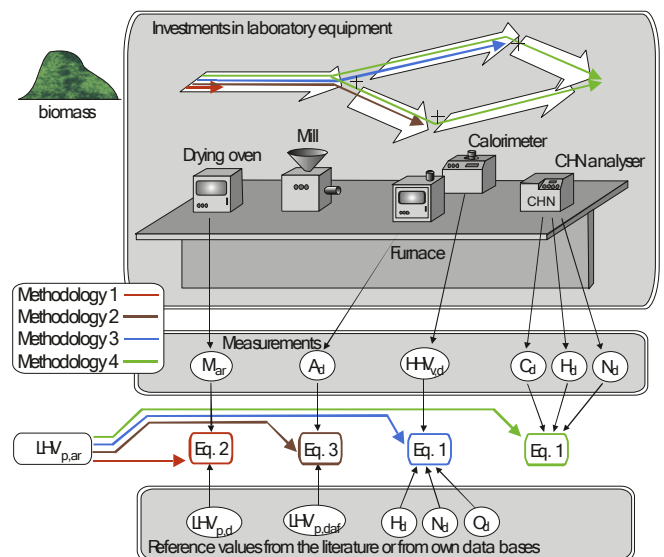 Investments in laboratory equipment
biomass
Drying oven
Mill
Calorimeter
CHN analyser
CHN
Furnace
Methodology 1
Methodology 2
Methodology 3
Methodology 4
Measurements
Mar
Ad
HHVv,d
Cd
Hd
Nd
LHVp,ar
Eq. 2
Eq. 3
Eq. 1
Eq. 1
LHVp,d
LHVp,daf
Hd
Nd
Od
Reference values from the literature or from own data bases